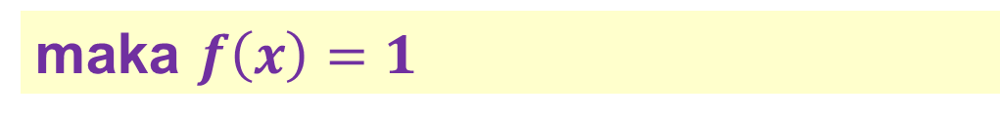 maka f(x) = 1